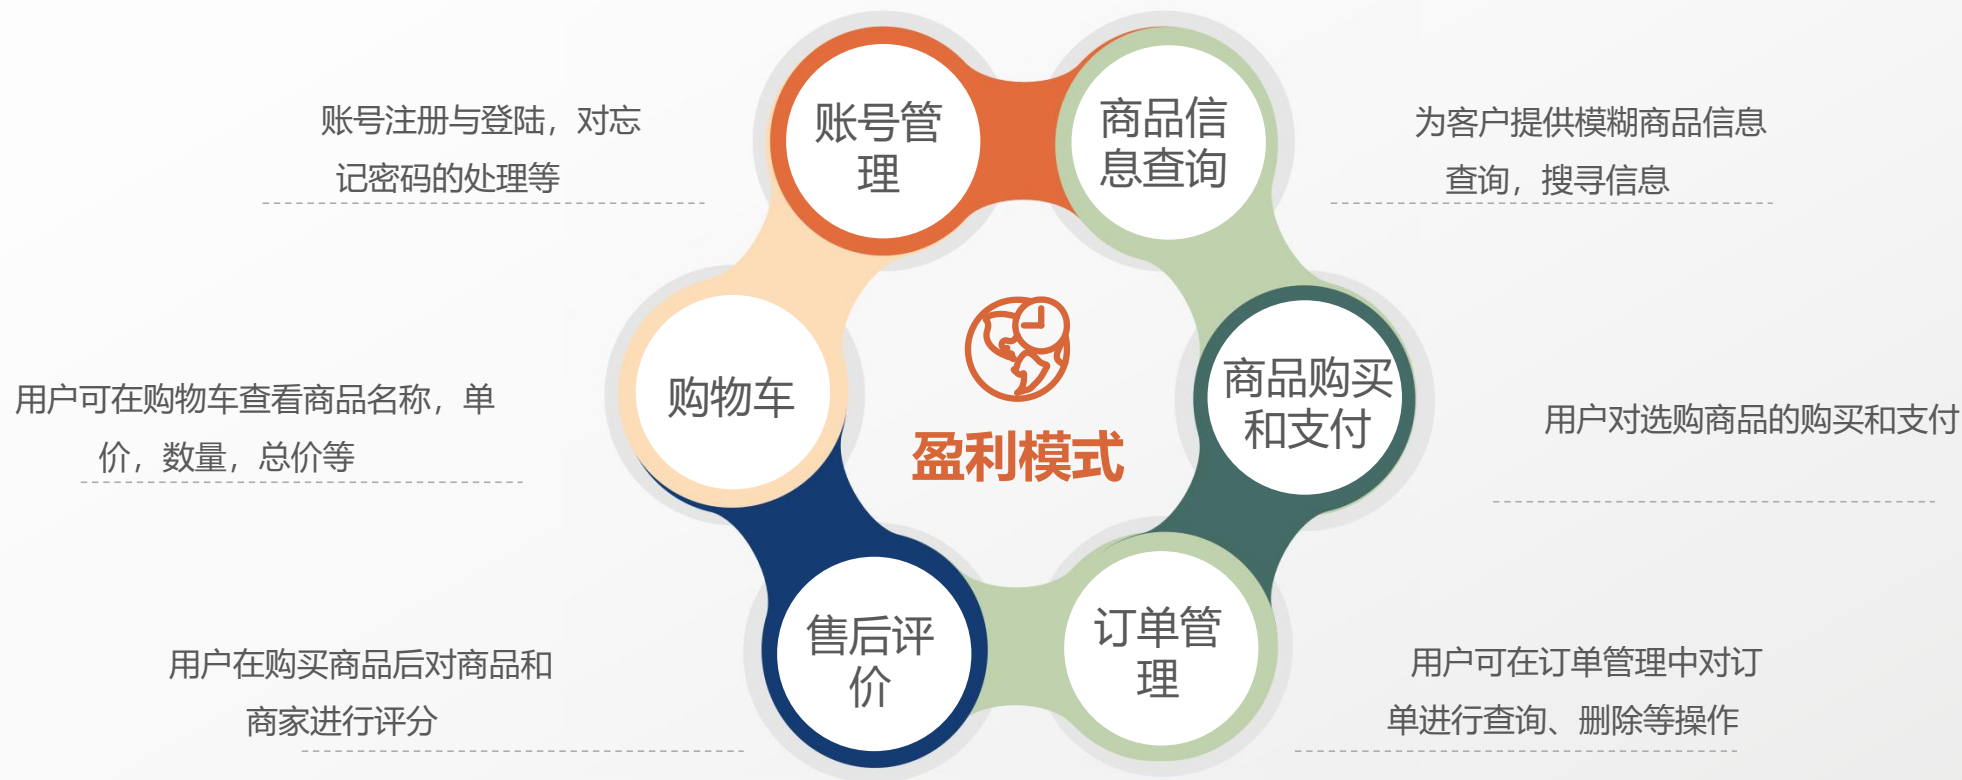 账号管
理
账号注册与登陆，对忘
记密码的处理等
商品信
息查询
为客户提供模糊商品信息
查询，搜寻信息
购物车
用户可在购物车查看商品名称，单
价，数量，总价等
盈利模式
商品购买
和支付
用户对选购商品的购买和支付
售后评
价
用户在购买商品后对商品和
商家进行评分
订单管
理
用户可在订单管理中对订
单进行查询、删除等操作